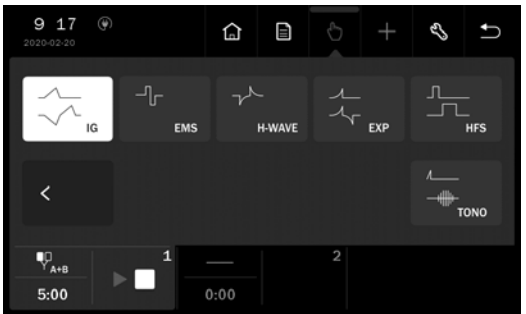 9 17
2020-02-20
IG
EMS
H-WAVE
EXP
HFS
TONO
A+B
1
2
5:00
0:00